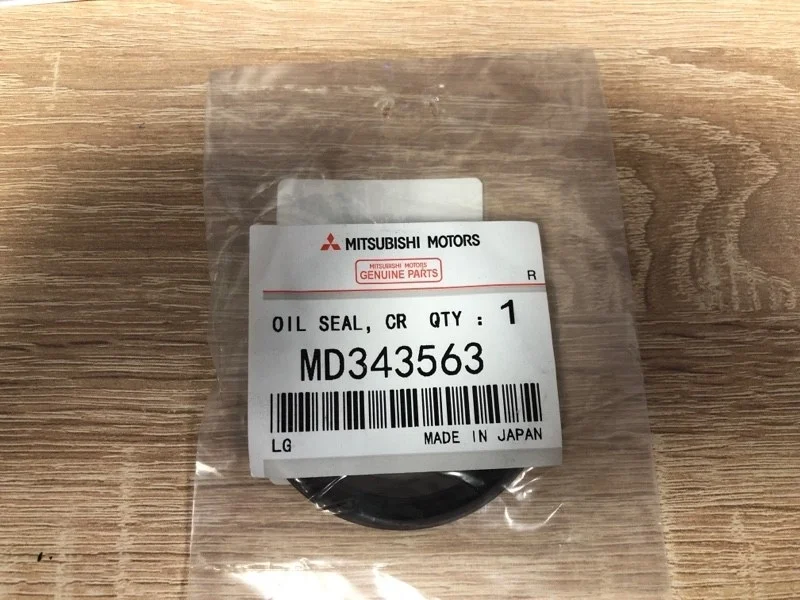 MITSUBISHI MOTORS
MITSUBISHI MOTORS
GENUINE PARTS
R
OIL SEAL, CR QTY : 1
MD343563
LG MADE IN JAPAN